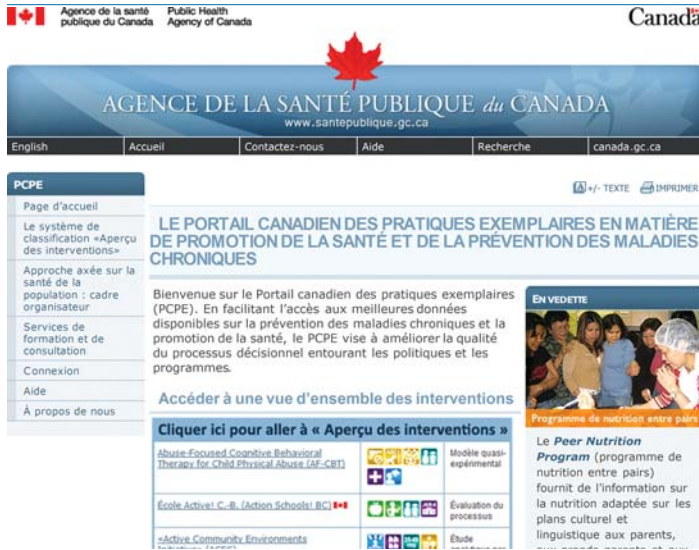 Agence de la santé
publique du Canada
Public Health
Agency of Canada
Canada
AGENCE DE LA SANTÉ PUBLIQUE du CANADA
www.santepublique.gc.ca
English
Accueil
Contactez-nous
Aide
Recherche
canada.gc.ca
PCPE
Page d'accueil
Le système de
classification «Aperçu
des interventions»
Approche axée sur la
santé de la
population : cadre
organisateur
Services de
formation et de
consultation
Connexion
Aide
À propos de nous
A +/- TEXTE
IMPRIMER
LE PORTAIL CANADIEN DES PRATIQUES EXEMPLAIRES EN MATIÈRE
DE PROMOTION DE LA SANTÉ ET DE LA PRÉVENTION DES MALADIES
CHRONIQUES
Bienvenue sur le Portail canadien des pratiques exemplaires
(PCPE). En facilitant l'accès aux meilleures données
disponibles sur la prévention des maladies chroniques et la
promotion de la santé, le PCPE vise à améliorer la qualité
du processus décisionnel entourant les politiques et les
programmes.
Accéder à une vue d'ensemble des interventions
Cliquer ici pour aller à « Aperçu des interventions »
Abuse-Focused Cognitive Behavioral
Therapy for Child Physical Abuse (AF-CBT)
Modèle quasi-
expérimental
École Active! C.-B. (Action Schools! BC)
Évaluation du
processus
«Active Community Environments
Étude
EN VEDETTE
Programme de nutrition entre pairs
Le Peer Nutrition
Program (programme de
nutrition entre pairs)
fournit de l'information sur
la nutrition adaptée sur les
plans culturel et
linguistique aux parents,